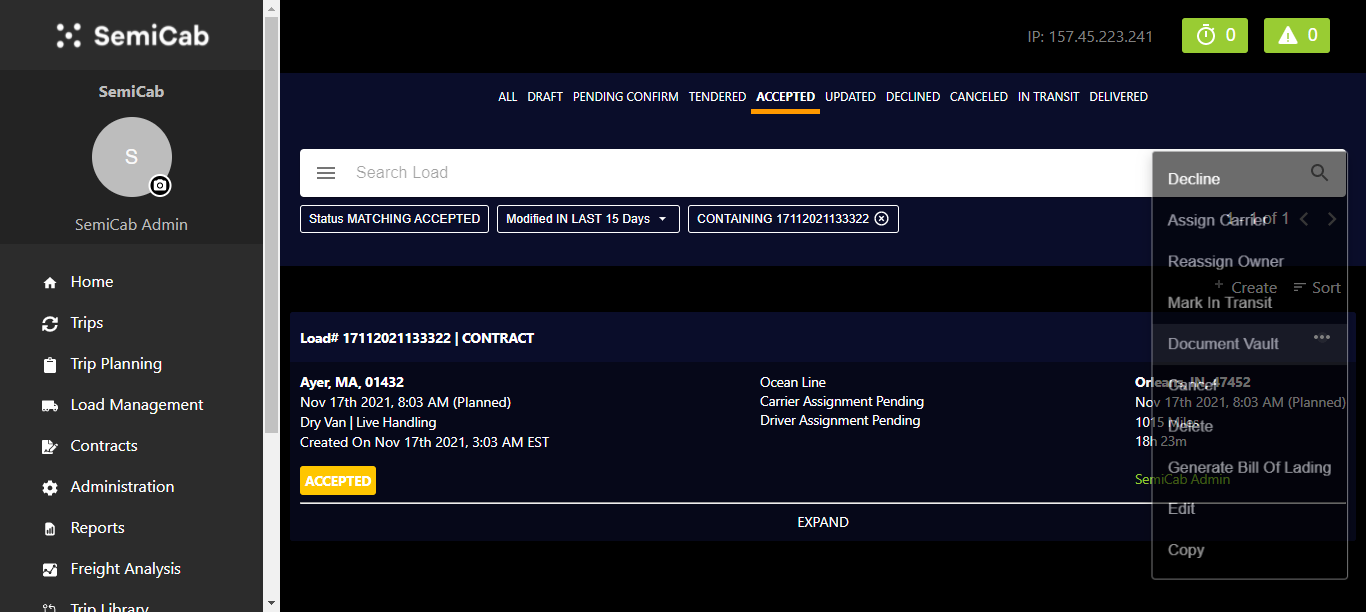 SemiCab
SemiCab
S
SemiCab Admin
Home
Trips
Trip Planning
Load Management
Contracts
Administration
Reports
Freight Analysis
Trip Library
IP: 157.45.223.241
0
0
ALL DRAFT PENDING CONFIRM TENDERED ACCEPTED UPDATED DECLINED CANCELED IN TRANSIT DELIVERED
Search Load
Status MATCHING ACCEPTED Modified IN LAST 15 Days CONTAINING 17112021133322
1 - 1 of 1
+ Create Sort
Load# 17112021133322 | CONTRACT
Ayer, MA, 01432
Nov 17th 2021, 8:03 AM (Planned)
Dry Van | Live Handling
Created On Nov 17th 2021, 3:03 AM EST
ACCEPTED
Ocean Line
Carrier Assignment Pending
Driver Assignment Pending
Orleans, IN, 47452
Nov 17th 2021, 8:03 AM (Planned)
1015 Miles
18h 23m
SemiCab Admin
EXPAND
Decline
Assign Carrier
Reassign Owner
Mark In Transit
Document Vault
Cancel
Delete
Generate Bill Of Lading
Edit
Copy